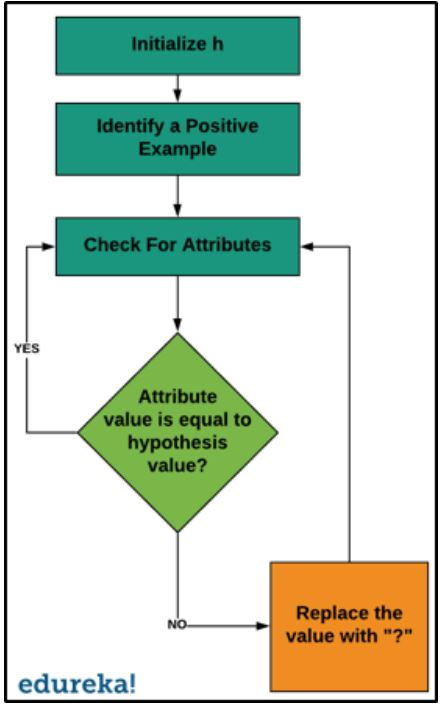 Initialize h
Identify a Positive
Example
Check For Attributes
YES
Attribute
value is equal to
hypothesis
value?
NO
Replace the
value with "?"
edureka!